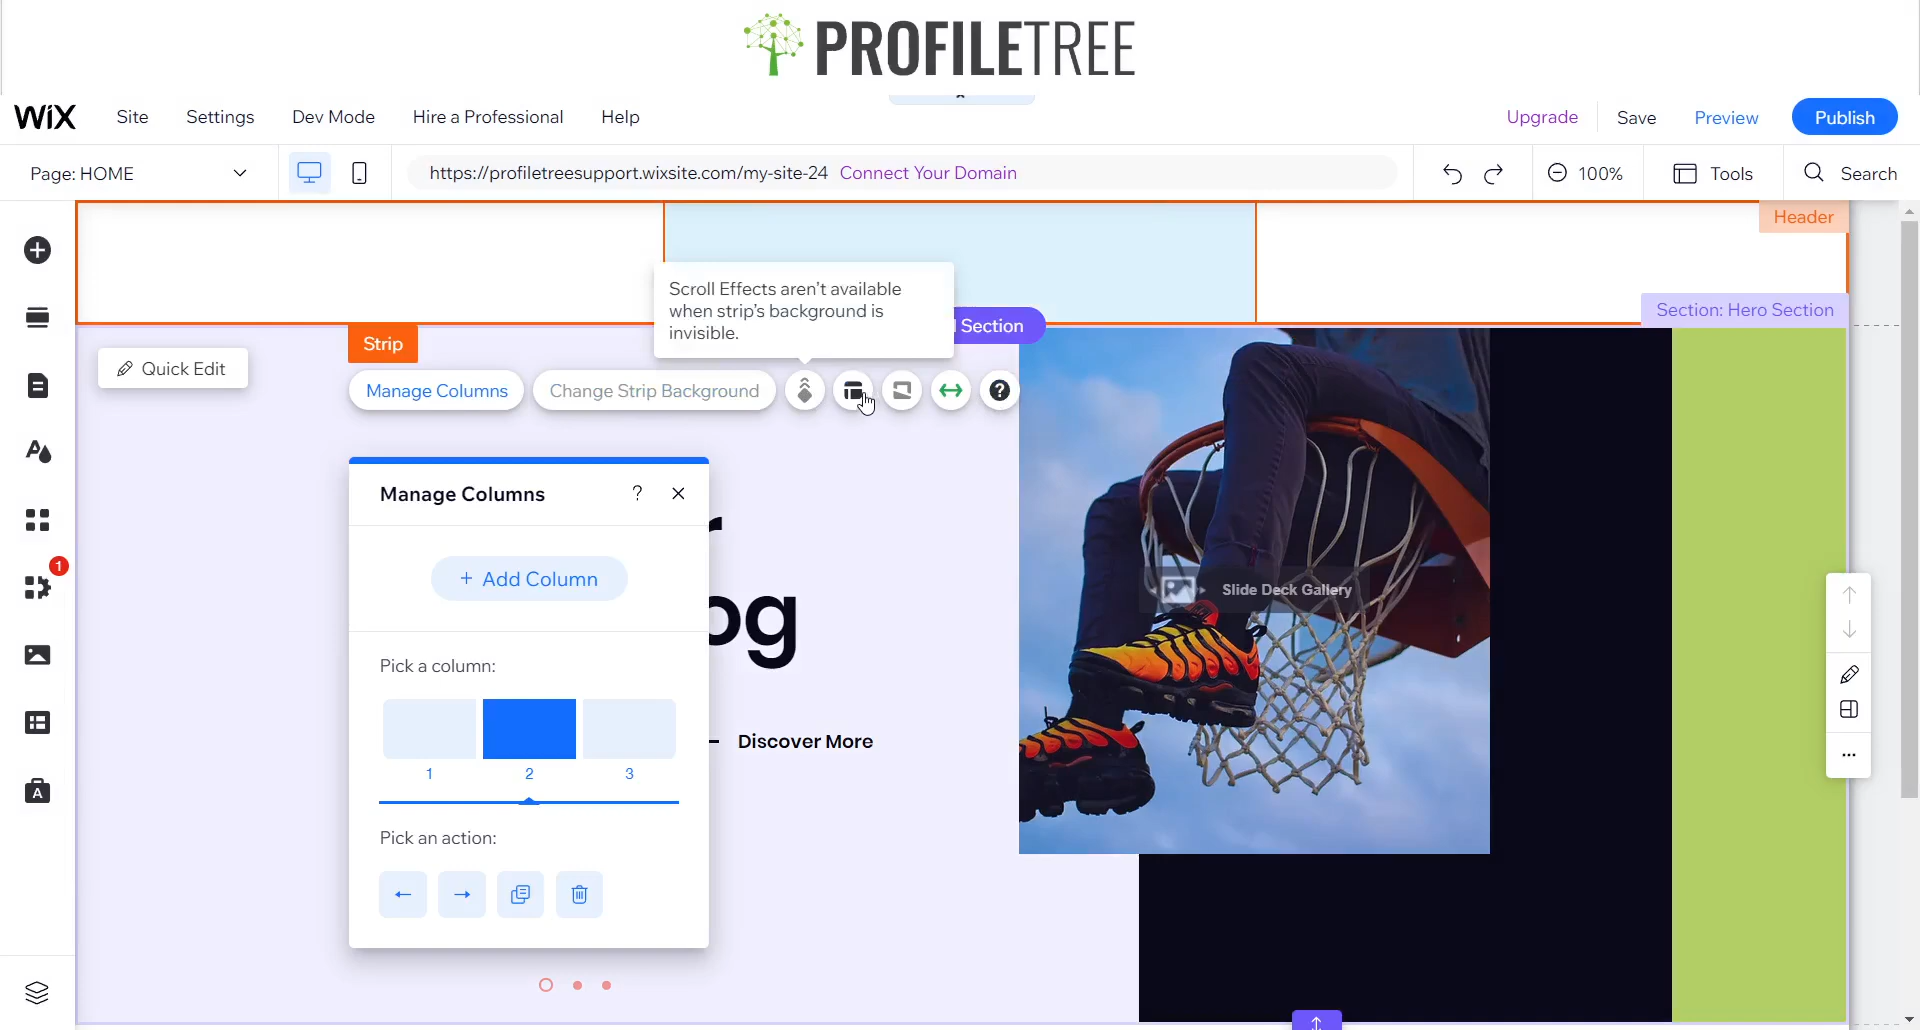 PROFILETREE
WiX
Site
Settings
Dev Mode
Hire a Professional
Help
Upgrade
Save
Preview
Publish
Page: HOME
https://profiletreesupport.wixsite.com/my-site-24 Connect Your Domain
100%
Tools
Search
Header
Scroll Effects aren't available
when strip's background is
invisible.
Section
Section: Hero Section
Strip
Quick Edit
Manage Columns
Change Strip Background
?
Manage Columns
?
+ Add Column
Pick a column:
1
2
3
Pick an action:
1
A
og
Discover More
Slide Deck Gallery